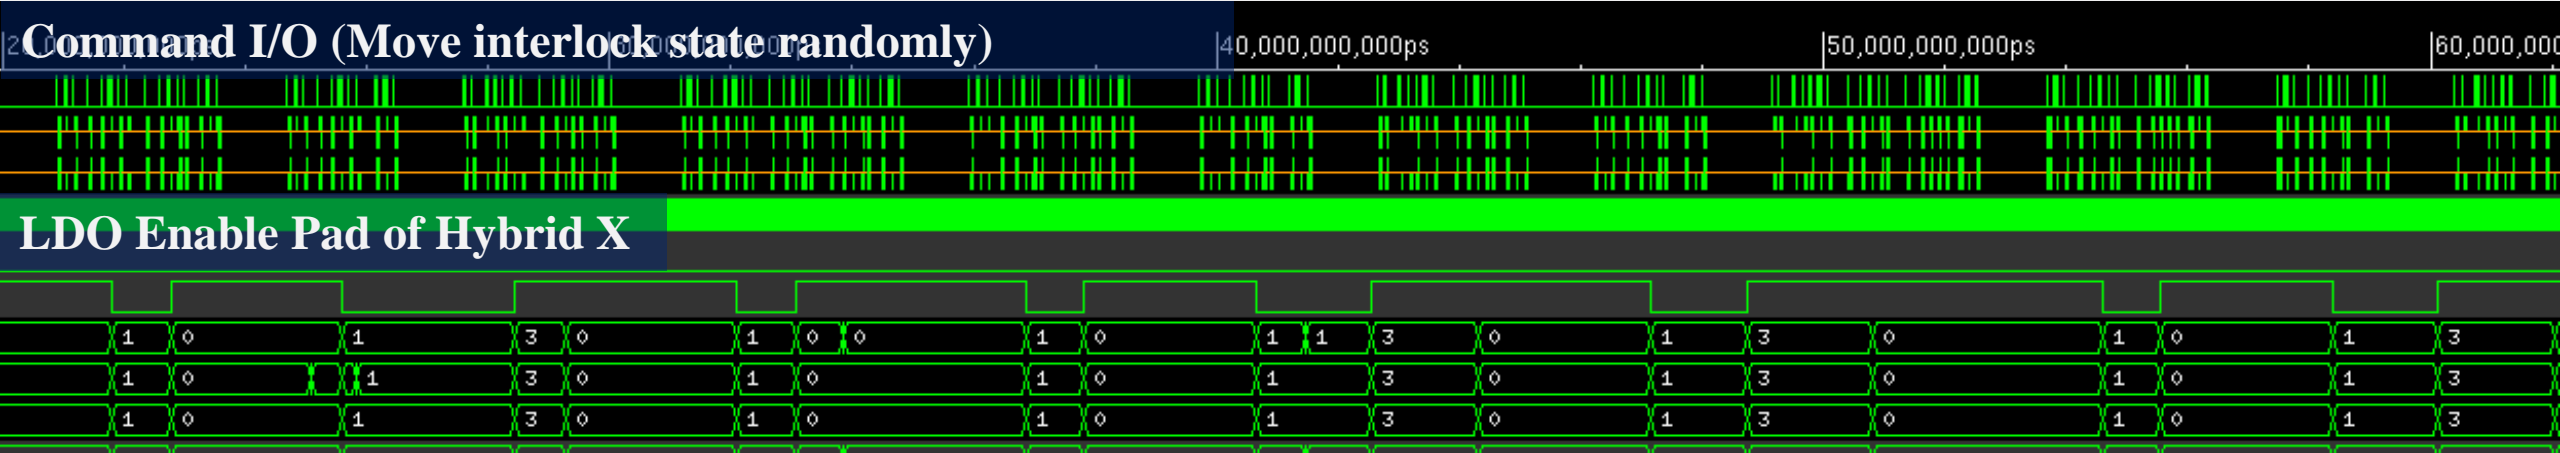 Command I/O (Move interlock state randomly)
40,000,000,000ps 50,000,000,000ps 60,000,000
LDO Enable Pad of Hybrid X
1 0 1 3 0 1 0 0 1 0 1 1 3 0 1 3 0 1 0 1 3
1 0 1 3 0 1 0 1 0 1 3 0 1 3 0 1 0 1 3
1 0 1 3 0 1 0 1 0 1 3 0 1 3 0 1 0 1 3